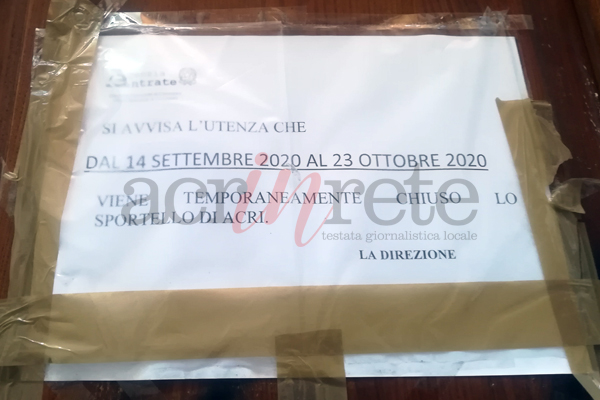 ntrate
SI AVVISA L'UTENZA CHE
DAL 14 SETTEMBRE 2020 AL 23 OTTOBRE 2020
VIENE TEMPORANEAMENTE CHIUSO LO
SPORTELLO DI ACRI.
acrinrete
testata giornalistica locale
LA DIREZIONE